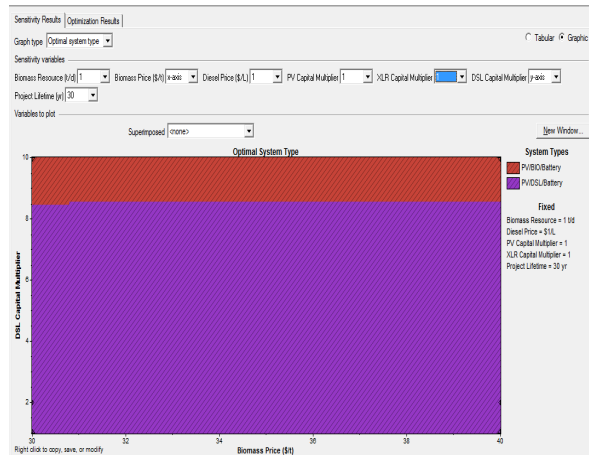 Sensitivity Results Optimization Results
Graph type Optimal system type Tabular Graphic
Sensitivity variables
Biomass Resource (t/d) 1 Biomass Price ($/t) x-axis Diesel Price ($/L) 1 PV Capital Multiplier 1 XLR Capital Multiplier 1 DSL Capital Multiplier y-axis
Project Lifetime (yr) 30
Variables to plot
Superimposed <none> New Window...
Optimal System Type
System Types
PV/BIO/Battery
PV/DSL/Battery
Fixed
Biomass Resource = 1 t/d
Diesel Price = $1/L
PV Capital Multiplier = 1
XLR Capital Multiplier = 1
Project Lifetime = 30 yr
DSL Capital Multiplier
10
8
6
4
2
30 32 34 36 38 40
Biomass Price ($/t)
Right click to copy, save, or modify